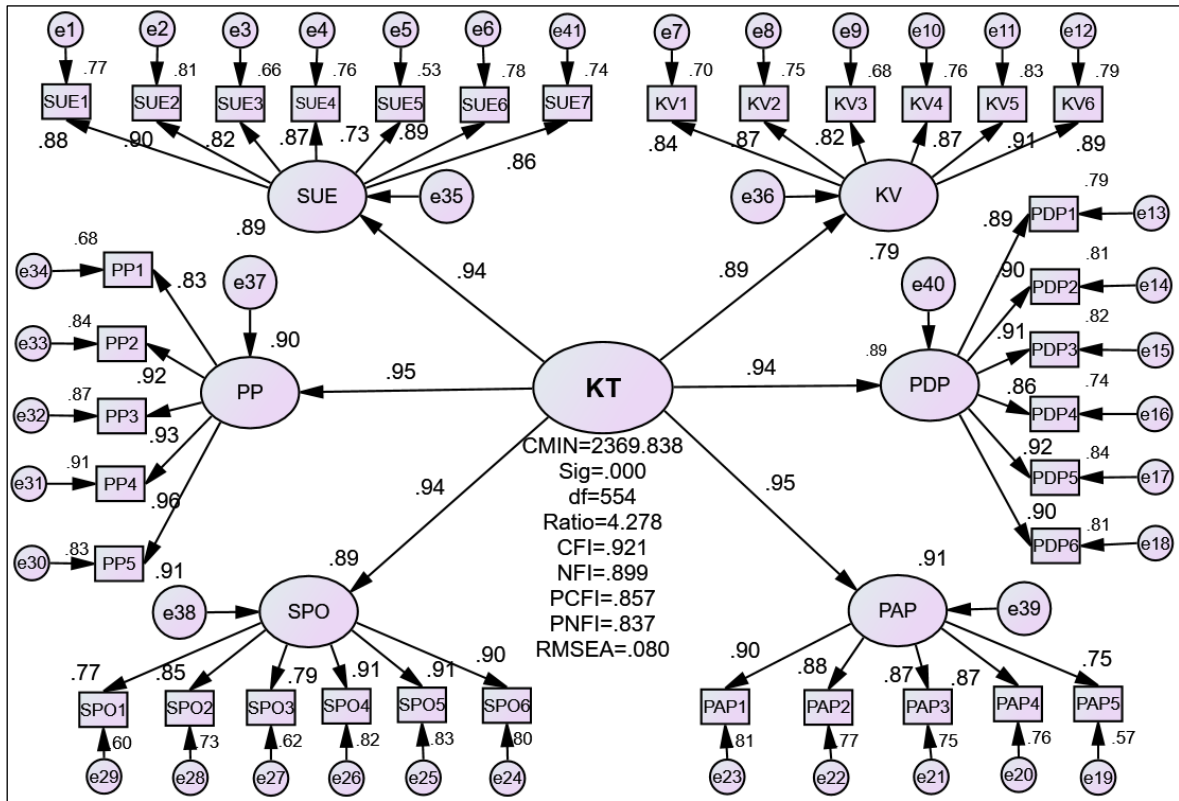 e1 e2 e3 e4 e5 e6 e41 e7 e8 e9 e10 e11 e12
.77 .81 .66 .76 .53 .78 .74 .70 .75 .68 .76 .83 .79
SUE1 SUE2 SUE3 SUE4 SUE5 SUE6 SUE7 KV1 KV2 KV3 KV4 KV5 KV6
.88 .90 .82 .87 .73 .89 .86 .84 .87 .82 .87 .91 .89
SUE e35 e36 KV
.89 .79
.94 .89
.79
PDP1 e13
.89
.81
PDP2 e14
.90
.82
PDP3 e15
.91
.74
PDP4 e16
.86
.84
PDP5 e17
.92
.81
PDP6 e18
.90
e40
.89
PDP
.94
e34 .68 PP1
.83
e33 .84 PP2
.92
e32 .87 PP3
.93
e31 .91 PP4
.96
e30 .83 PP5
.91
e37
.90
PP
.95
KT
CMIN=2369.838
Sig=.000
df=554
Ratio=4.278
CFI=.921
NFI=.899
PCFI=.857
PNFI=.837
RMSEA=.080
.94 .95
.89 .91
e38 SPO PAP e39
.77 .85 .79 .91 .91 .90 .90 .88 .87 .87 .75
SPO1 SPO2 SPO3 SPO4 SPO5 SPO6 PAP1 PAP2 PAP3 PAP4 PAP5
.60 .73 .62 .82 .83 .80 .81 .77 .75 .76 .57
e29 e28 e27 e26 e25 e24 e23 e22 e21 e20 e19